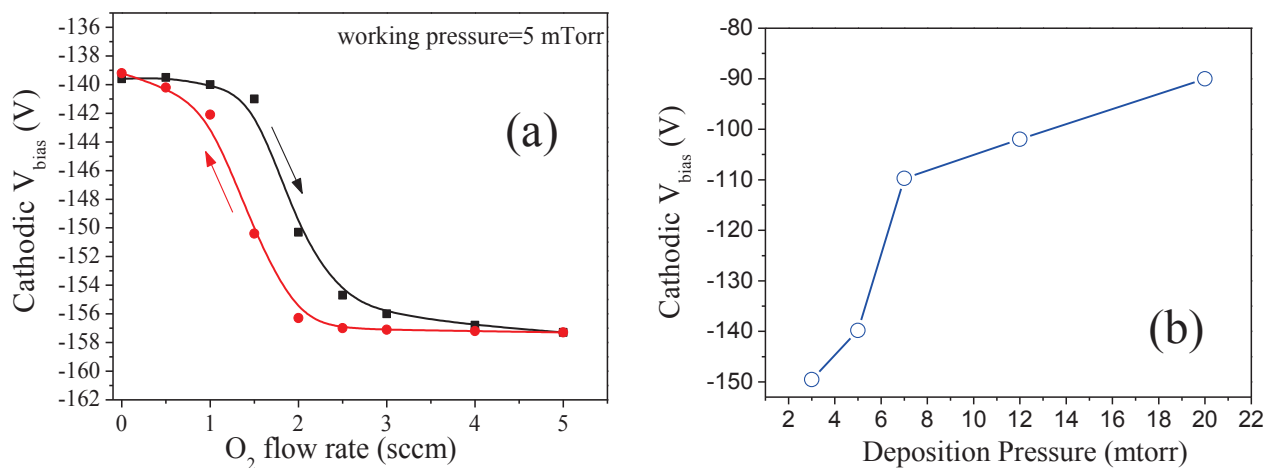 working pressure=5 mTorr
(a)
Cathodic V_bias (V)
-136
-138
-140
-142
-144
-146
-148
-150
-152
-154
-156
-158
-160
-162
0 1 2 3 4 5
O₂ flow rate (sccm)
(b)
Cathodic V_bias (V)
-80
-90
-100
-110
-120
-130
-140
-150
2 4 6 8 10 12 14 16 18 20 22
Deposition Pressure (mtorr)